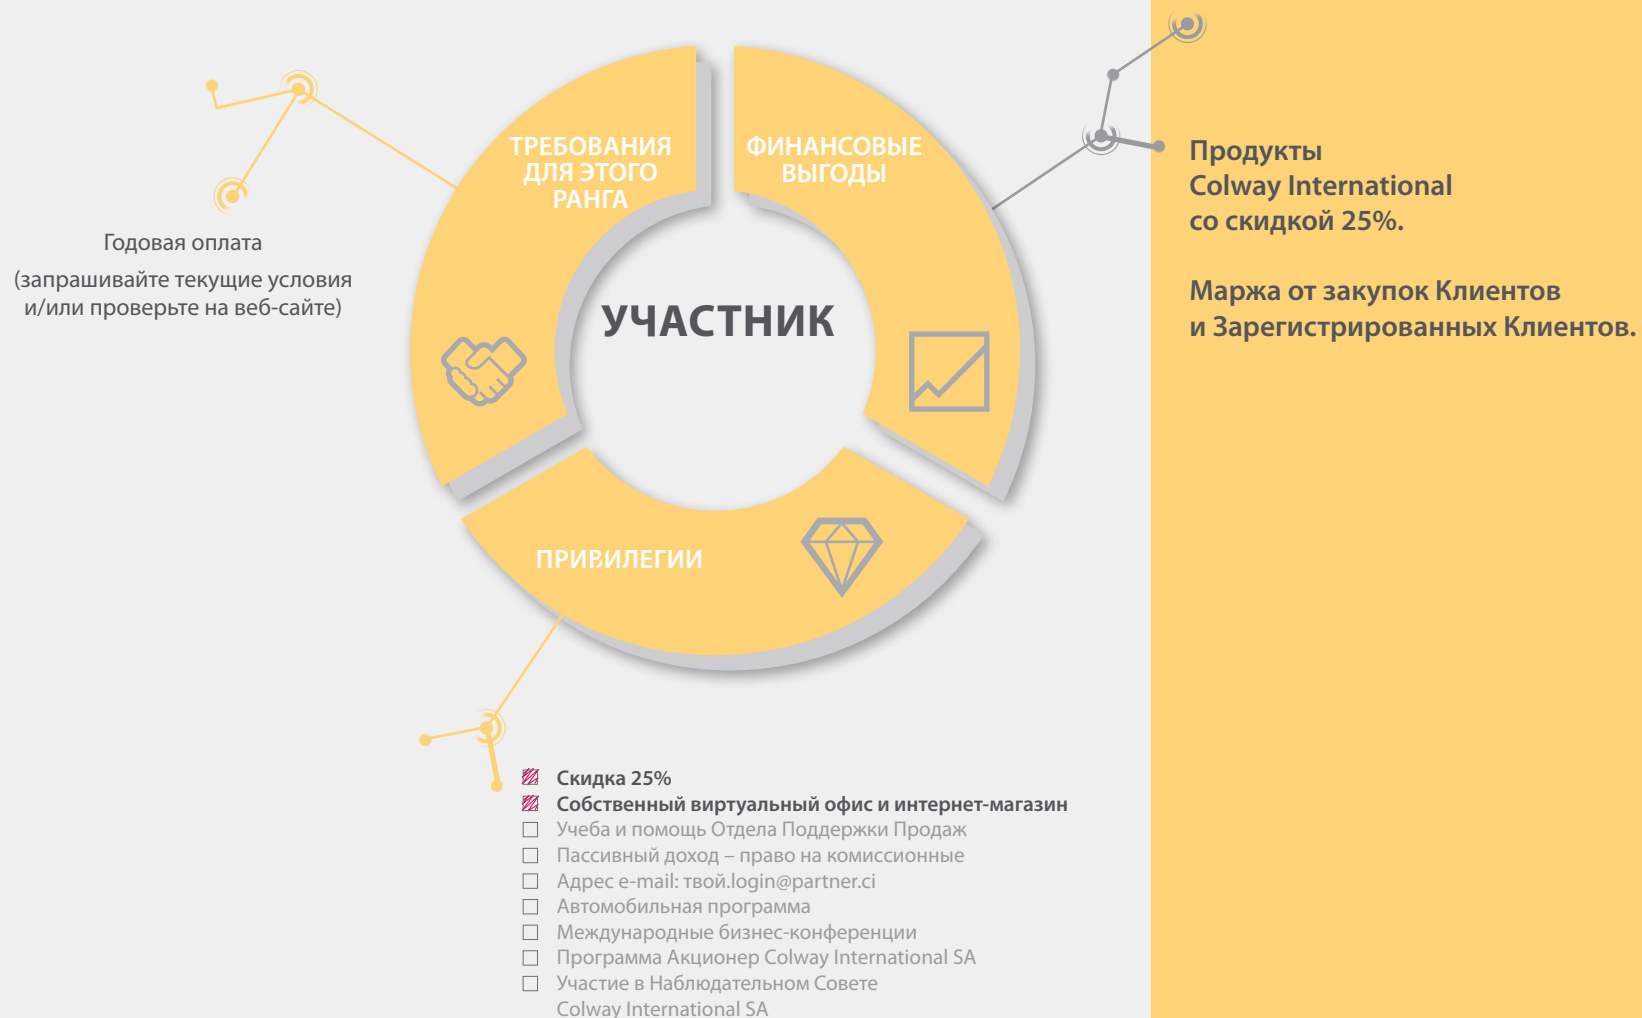 ТРЕБОВАНИЯ
ДЛЯ ЭТОГО
РАНГА
ФИНАНСОВЫЕ
ВЫГОДЫ
Продукты
Colway International
со скидкой 25%.
Маржа от закупок Клиентов
и Зарегистрированных Клиентов.
Годовая оплата
(запрашивайте текущие условия
и/или проверьте на веб-сайте)
УЧАСТНИК
ПРИВИЛЕГИИ
Скидка 25%
Собственный виртуальный офис и интернет-магазин
Учеба и помощь Отдела Поддержки Продаж
Пассивный доход – право на комиссионные
Адрес e-mail: твой.login@partner.ci
Автомобильная программа
Международные бизнес-конференции
Программа Акционер Colway International SA
Участие в Наблюдательном Совете
Colway International SA